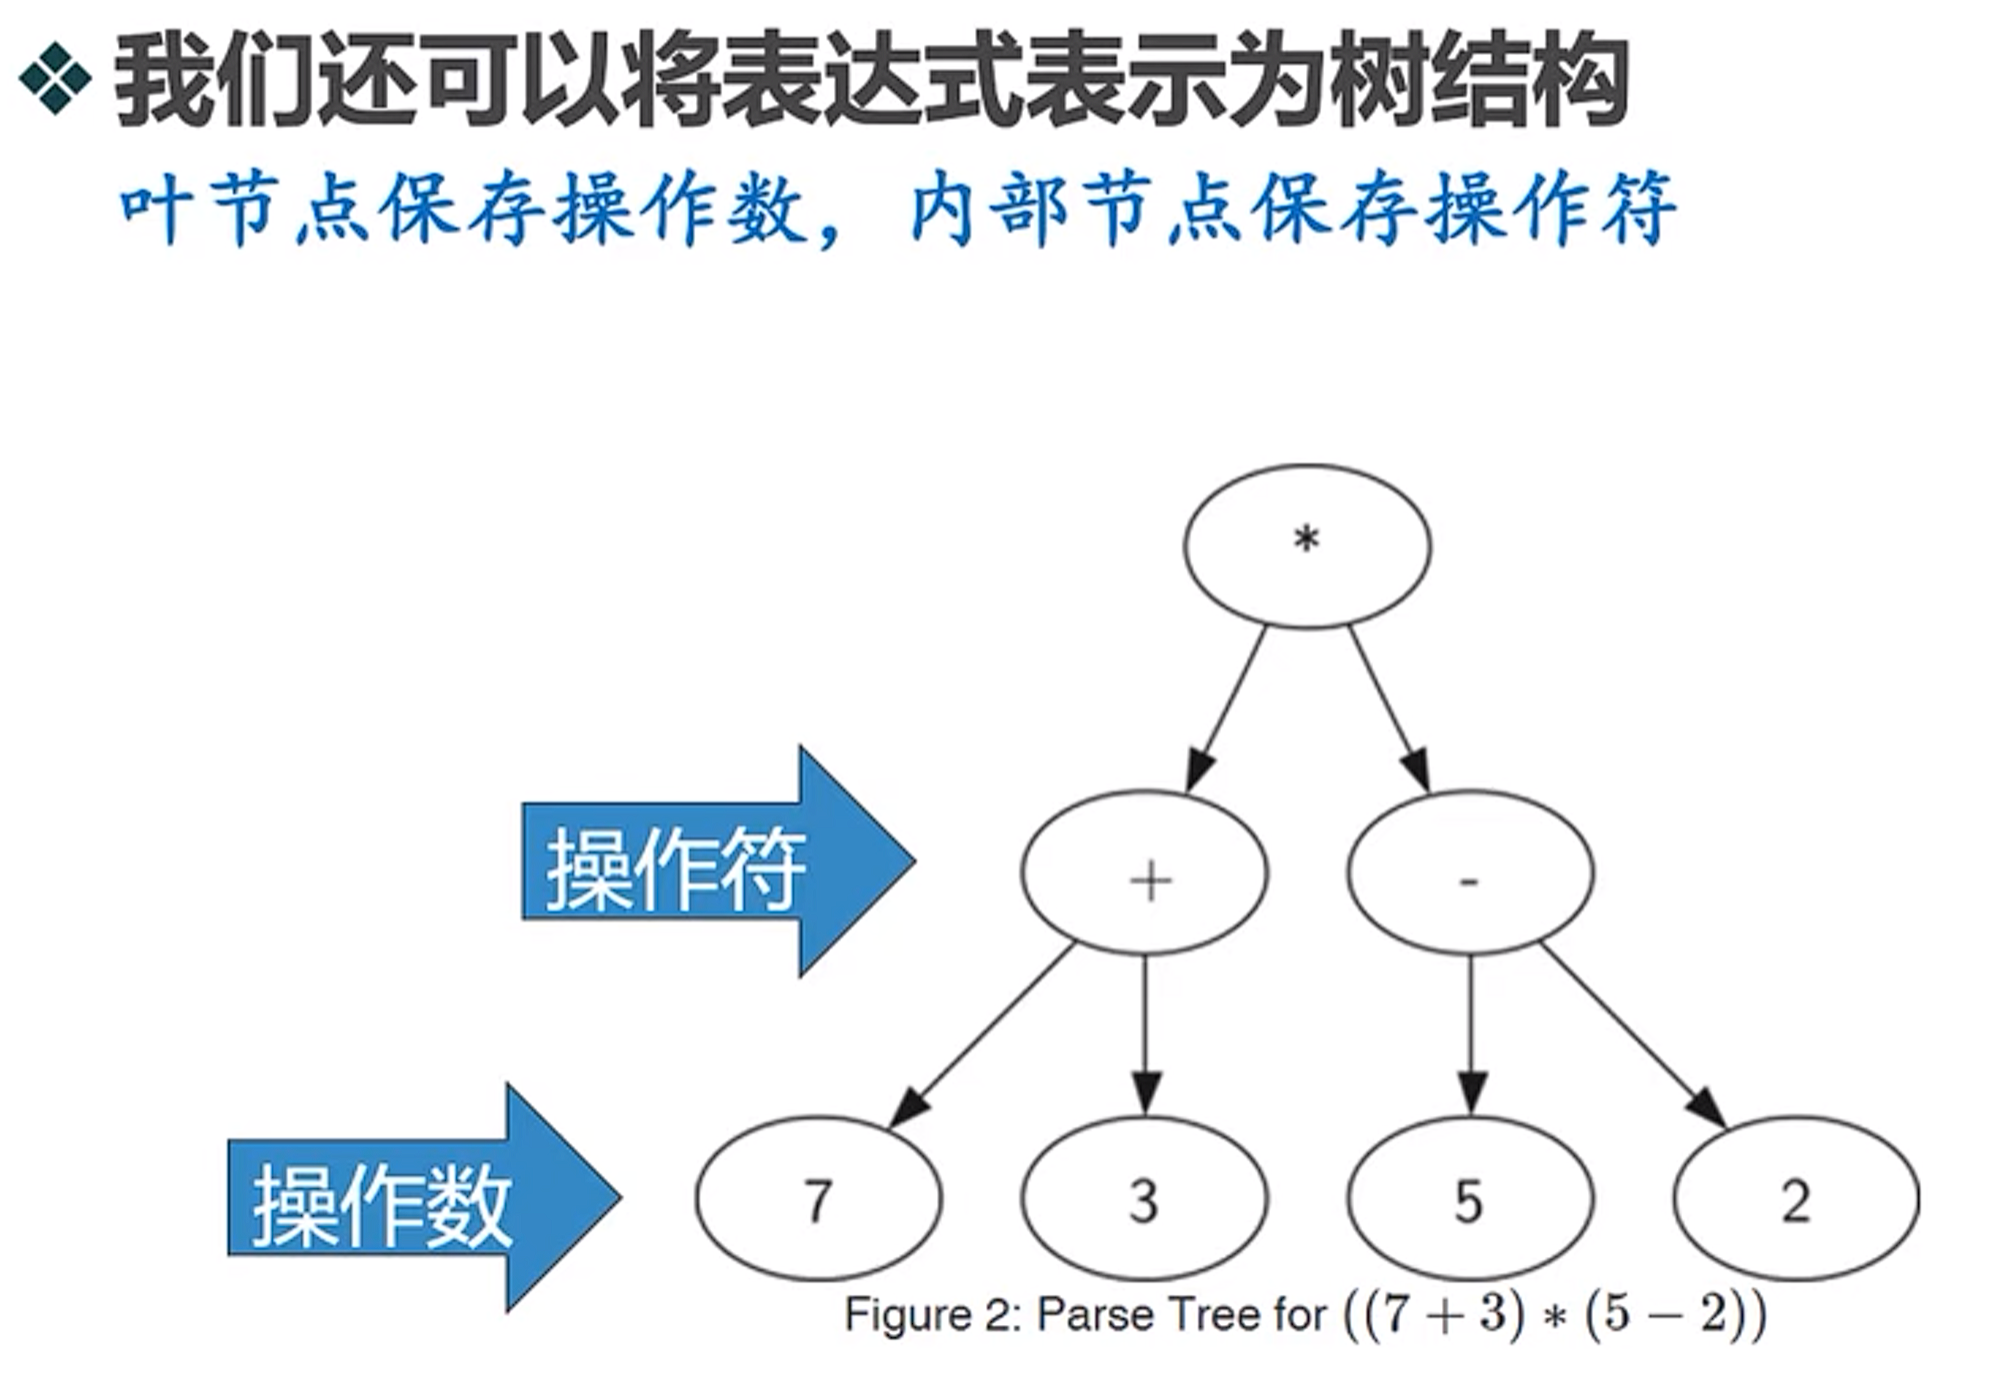 我们还可以将表达式表示为树结构
叶节点保存操作数，内部节点保存操作符
*
操作符
+ -
操作数
7 3 5 2
Figure 2: Parse Tree for ((7 + 3) ∗ (5 − 2))